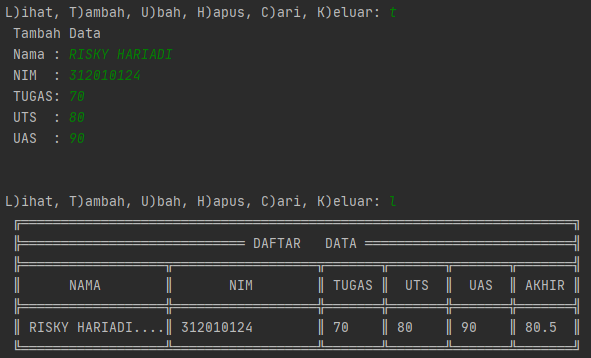 L)ihat, T)ambah, U)bah, H)apus, C)ari, K)eluar: t
Tambah Data
Nama : RISKY HARIADI
NIM  : 312010124
TUGAS: 70
UTS  : 80
UAS  : 90
L)ihat, T)ambah, U)bah, H)apus, C)ari, K)eluar: l
DAFTAR   DATA
NAMA NIM TUGAS UTS UAS AKHIR
RISKY HARIADI.... 312010124 70 80 90 80.5